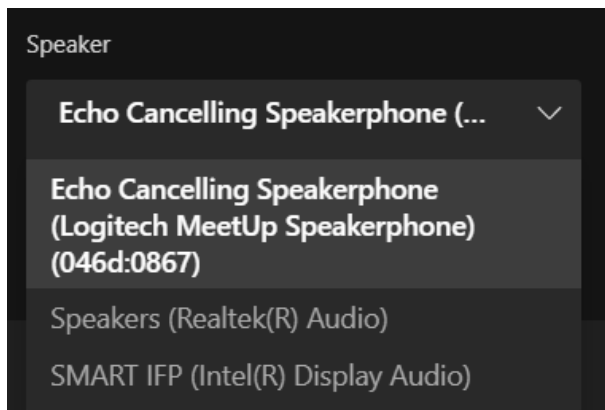 Speaker
Echo Cancelling Speakerphone (...
Echo Cancelling Speakerphone
(Logitech MeetUp Speakerphone)
(046d:0867)
Speakers (Realtek(R) Audio)
SMART IFP (Intel(R) Display Audio)